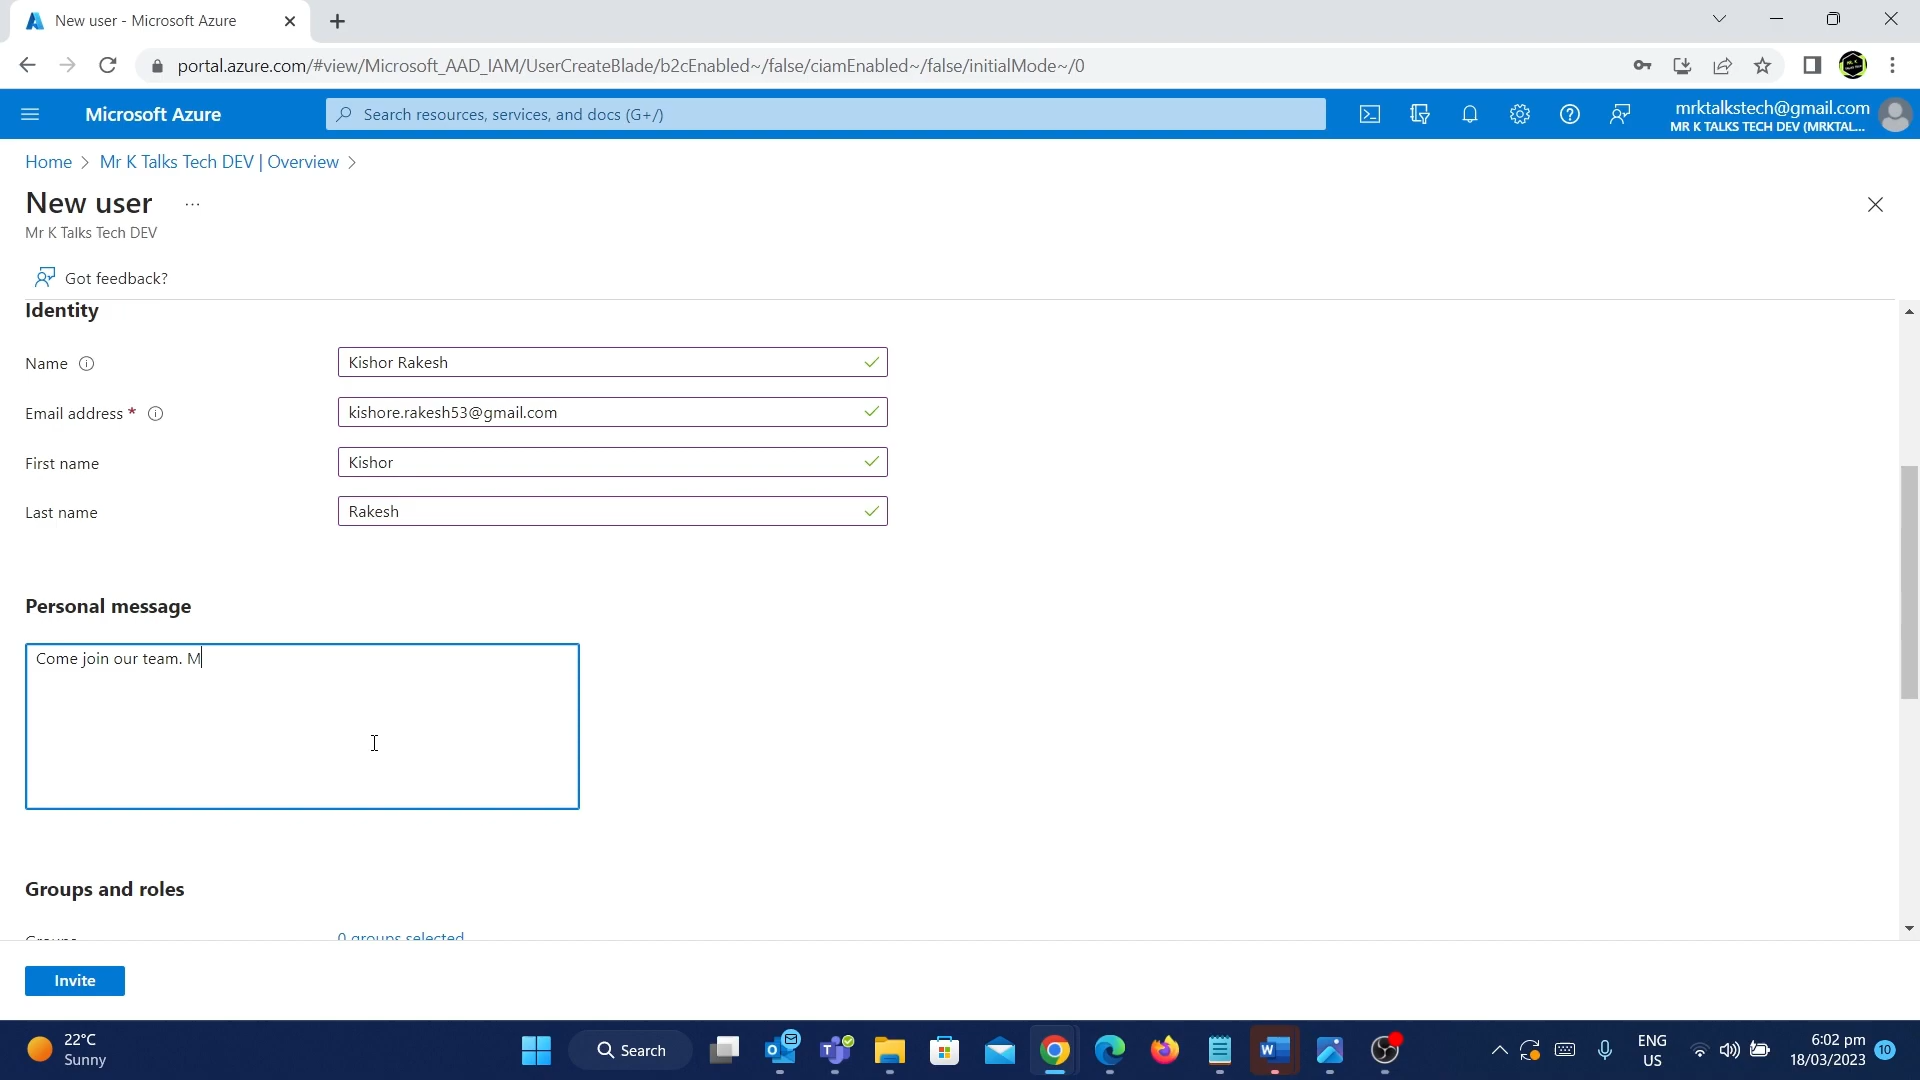 New user - Microsoft Azure
portal.azure.com/#view/Microsoft_AAD_IAM/UserCreateBlade/b2cEnabled~/false/ciamEnabled~/false/initialMode~/0
Microsoft Azure
Search resources, services, and docs (G+/)
mrktalkstech@gmail.com
MR K TALKS TECH DEV (MRKTAL...
Home > Mr K Talks Tech DEV | Overview >
New user ...
Mr K Talks Tech DEV
Got feedback?
Identity
Name
Kishor Rakesh
Email address *
kishore.rakesh53@gmail.com
First name
Kishor
Last name
Rakesh
Personal message
Come join our team. M
Groups and roles
Groups
0 groups selected
Invite
22°C
Sunny
Search
ENG
US
6:02 pm
18/03/2023
10